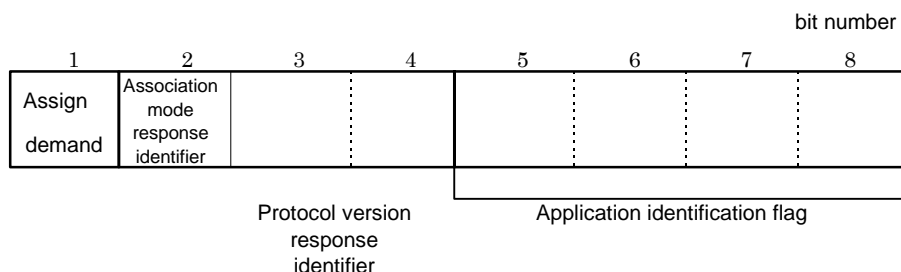 bit number
1 2 3 4 5 6 7 8
Assign
demand
Association
mode
response
identifier
Protocol version
response
identifier
Application identification flag